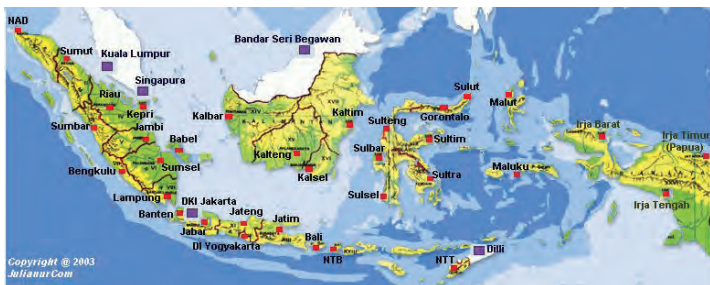 NAD
Sumut
Kuala Lumpur
Bandar Seri Begawan
Singapura
Riau
Kepri
Sumbar
Jambi
Babel
Bengkulu
Sumsel
Lampung
Banten
DKI Jakarta
Jabar
Jateng
DI Yogyakarta
Jatim
Bali
NTB
NTT
Dilli
Kalbar
Kaltim
Kalteng
Kalsel
Sulut
Gorontalo
Sulteng
Sultim
Sulbar
Sultra
Sulsel
Malut
Maluku
Irja Barat
Irja Timur
(Papua)
Irja Tengah
Copyright @ 2003
JulianurCom